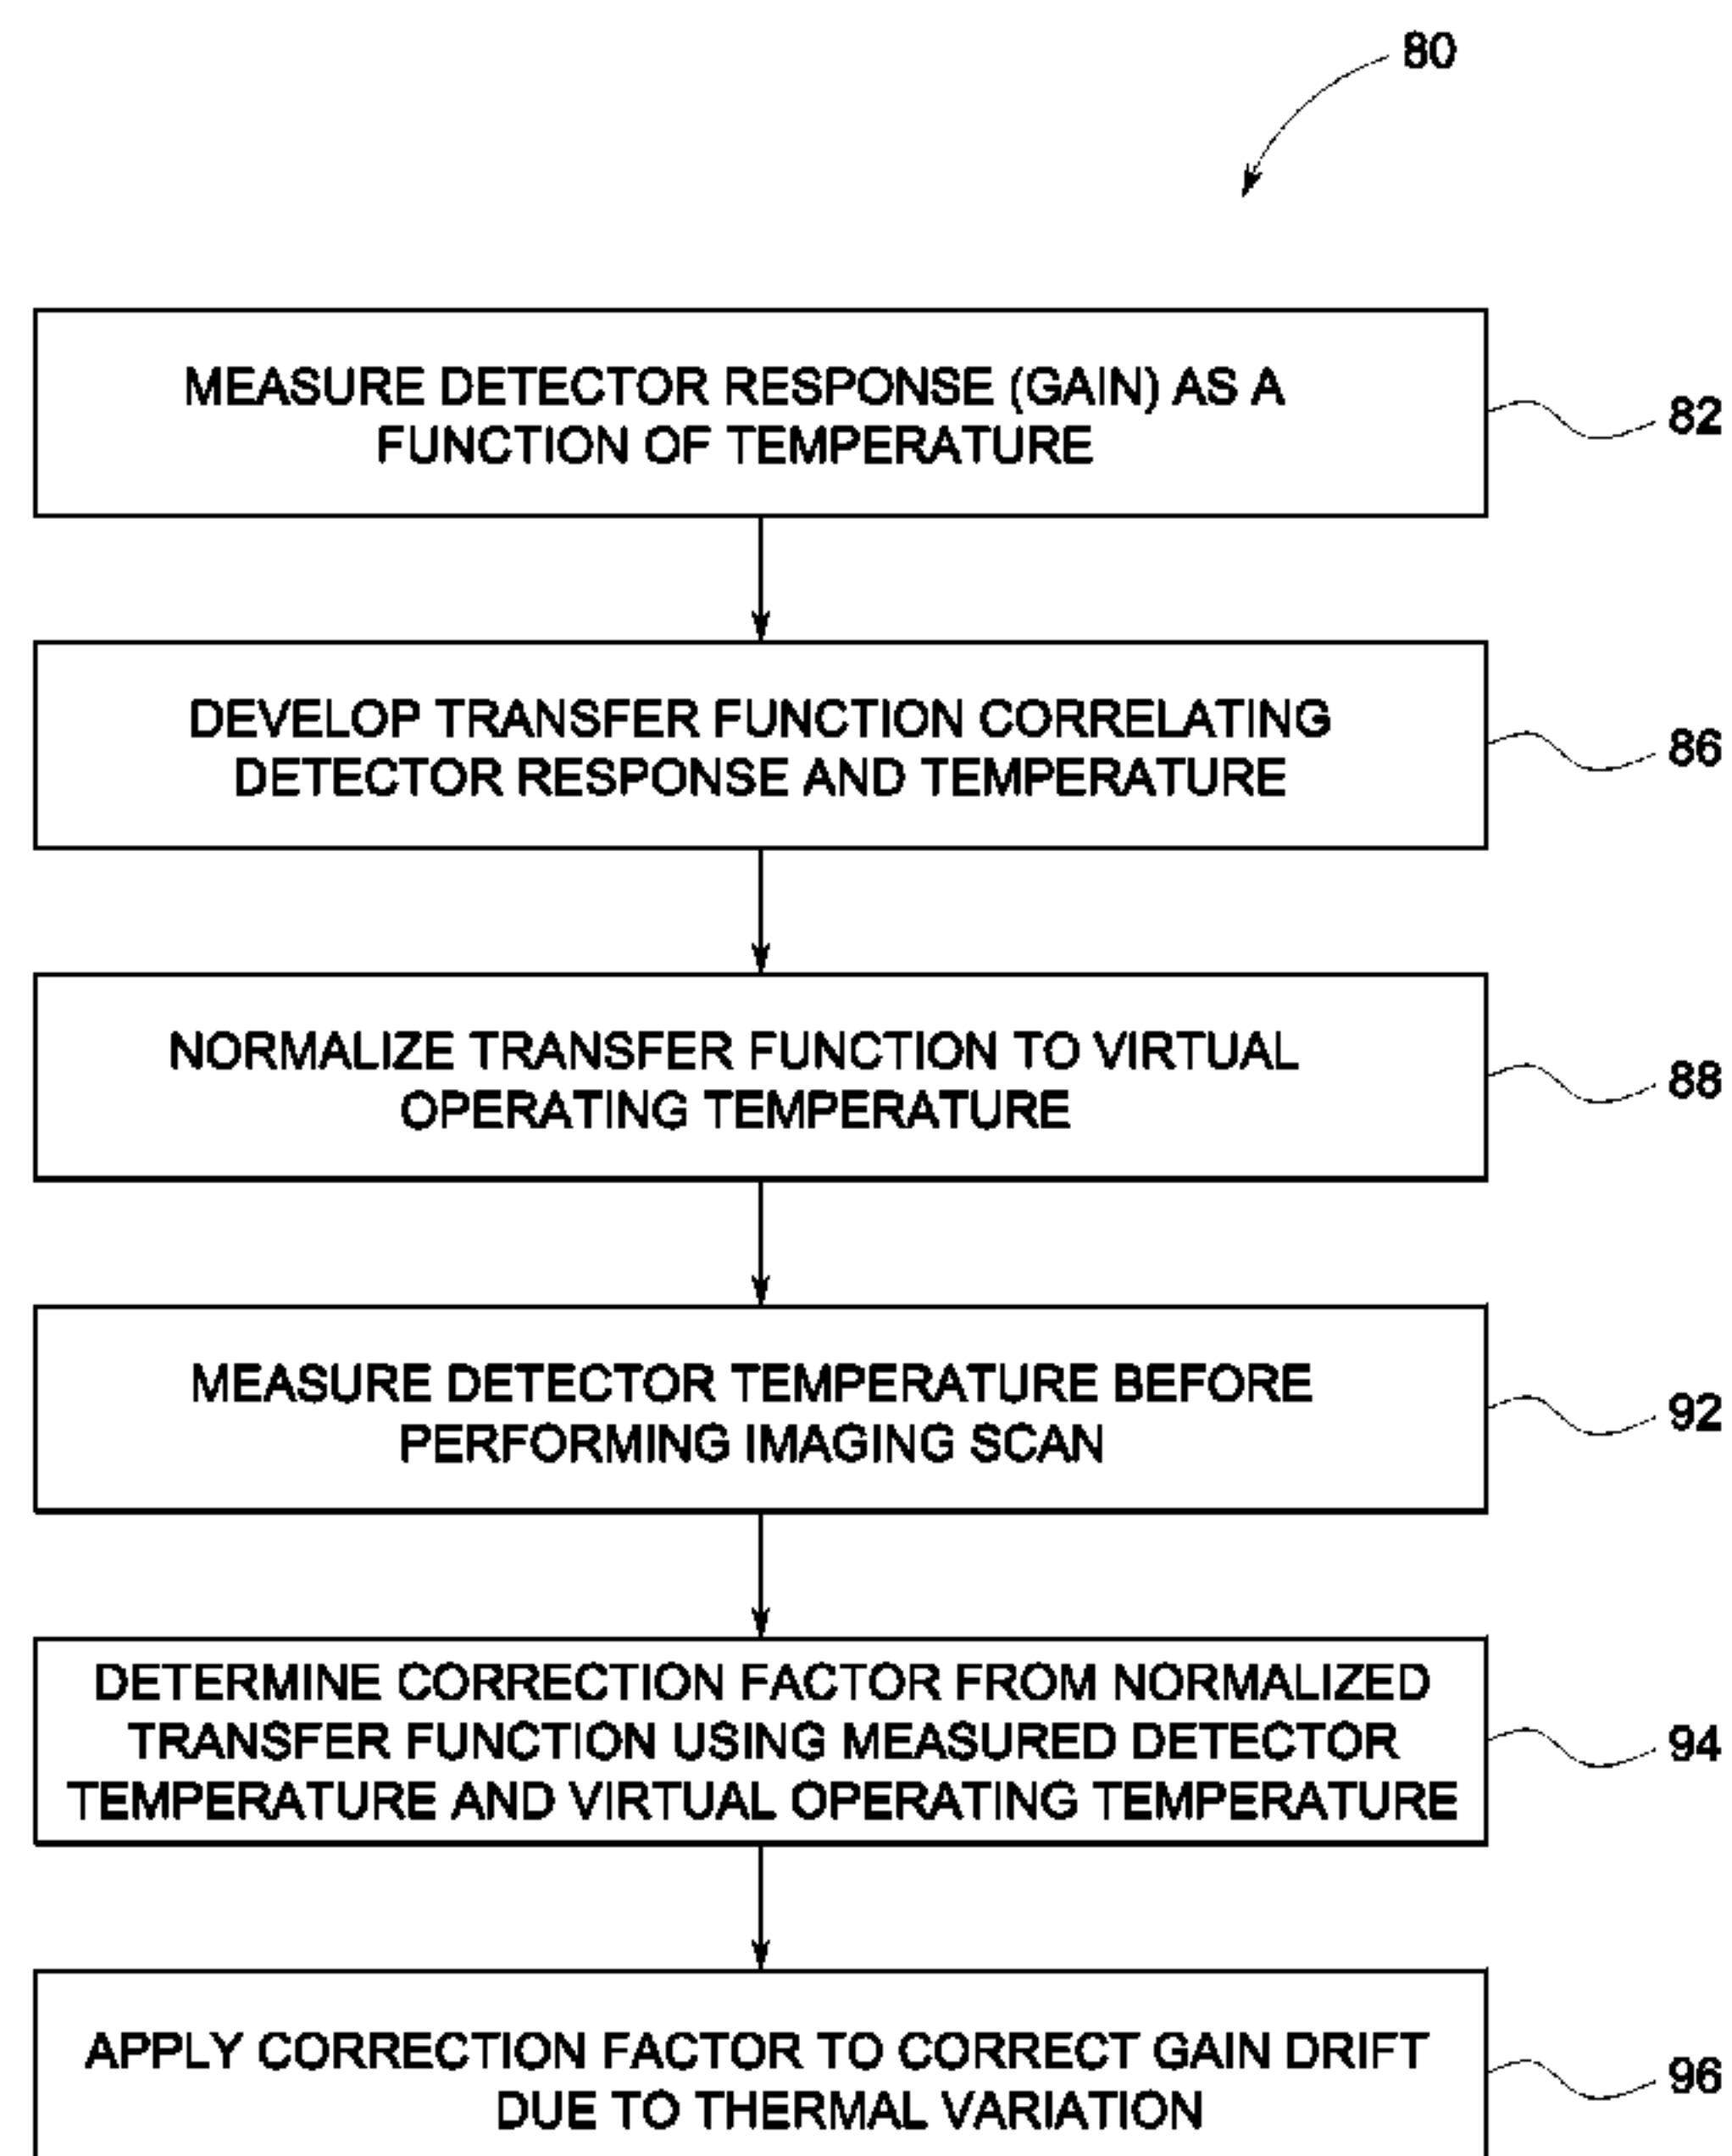 80
MEASURE DETECTOR RESPONSE (GAIN) AS A
FUNCTION OF TEMPERATURE
82
DEVELOP TRANSFER FUNCTION CORRELATING
DETECTOR RESPONSE AND TEMPERATURE
86
NORMALIZE TRANSFER FUNCTION TO VIRTUAL
OPERATING TEMPERATURE
88
MEASURE DETECTOR TEMPERATURE BEFORE
PERFORMING IMAGING SCAN
92
DETERMINE CORRECTION FACTOR FROM NORMALIZED
TRANSFER FUNCTION USING MEASURED DETECTOR
TEMPERATURE AND VIRTUAL OPERATING TEMPERATURE
94
APPLY CORRECTION FACTOR TO CORRECT GAIN DRIFT
DUE TO THERMAL VARIATION
96